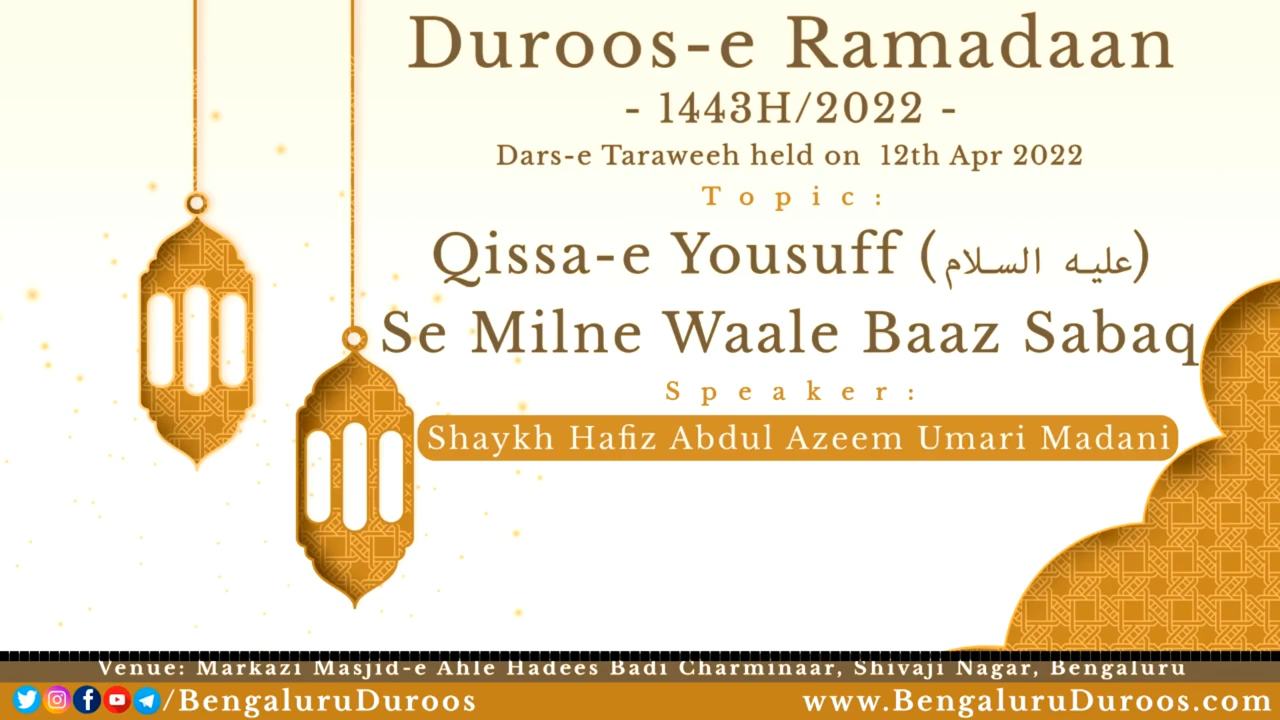 Duroos-e Ramadaan
- 1443H/2022 -
Dars-e Taraweeh held on 12th Apr 2022
Topic:
Qissa-e Yousuff (عليه السلام)
Se Milne Waale Baaz Sabaq
Speaker:
Shaykh Hafiz Abdul Azeem Umari Madani
Venue: Markazi Masjid-e Ahle Hadees Badi Charminaar, Shivaji Nagar, Bengaluru
/BengaluruDuroos
www.BengaluruDuroos.com